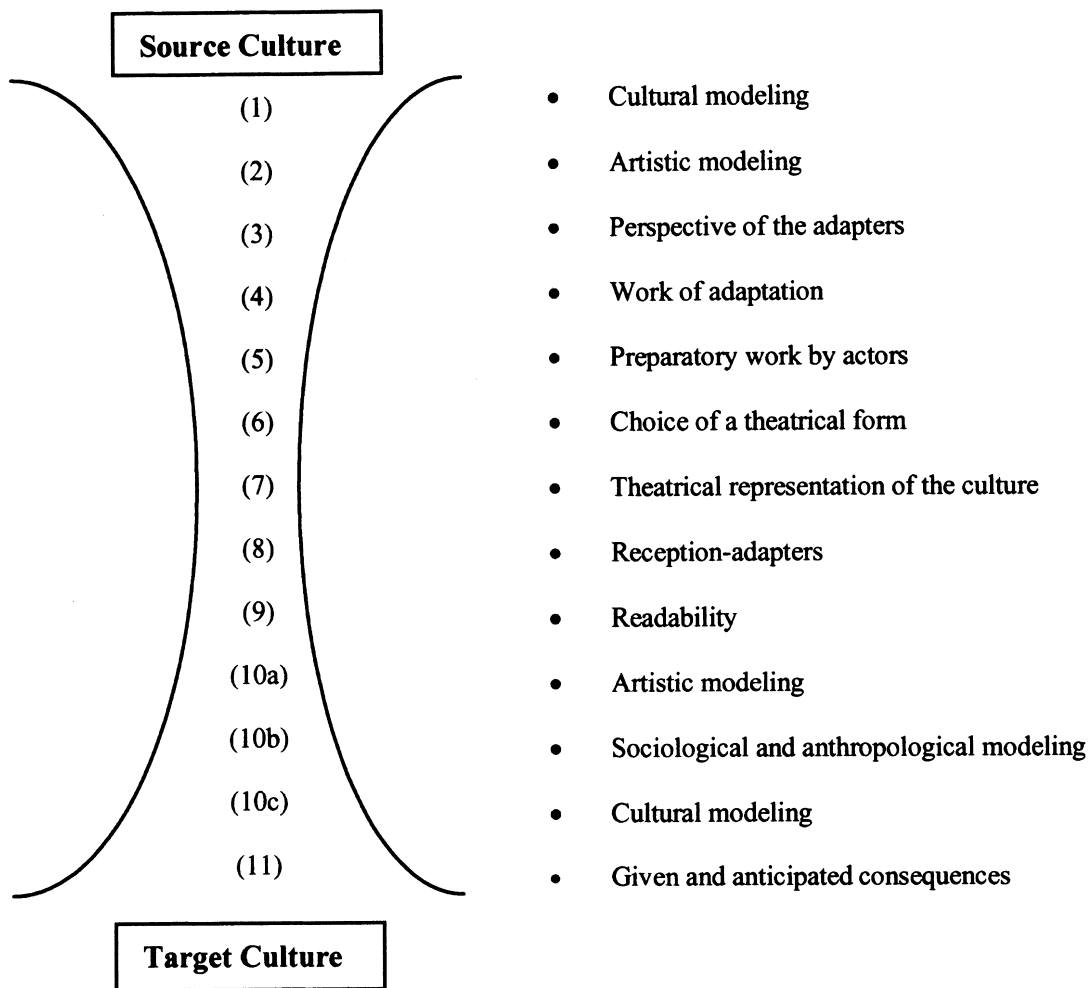 Source Culture
(1) • Cultural modeling
(2) • Artistic modeling
(3) • Perspective of the adapters
(4) • Work of adaptation
(5) • Preparatory work by actors
(6) • Choice of a theatrical form
(7) • Theatrical representation of the culture
(8) • Reception-adapters
(9) • Readability
(10a) • Artistic modeling
(10b) • Sociological and anthropological modeling
(10c) • Cultural modeling
(11) • Given and anticipated consequences
Target Culture